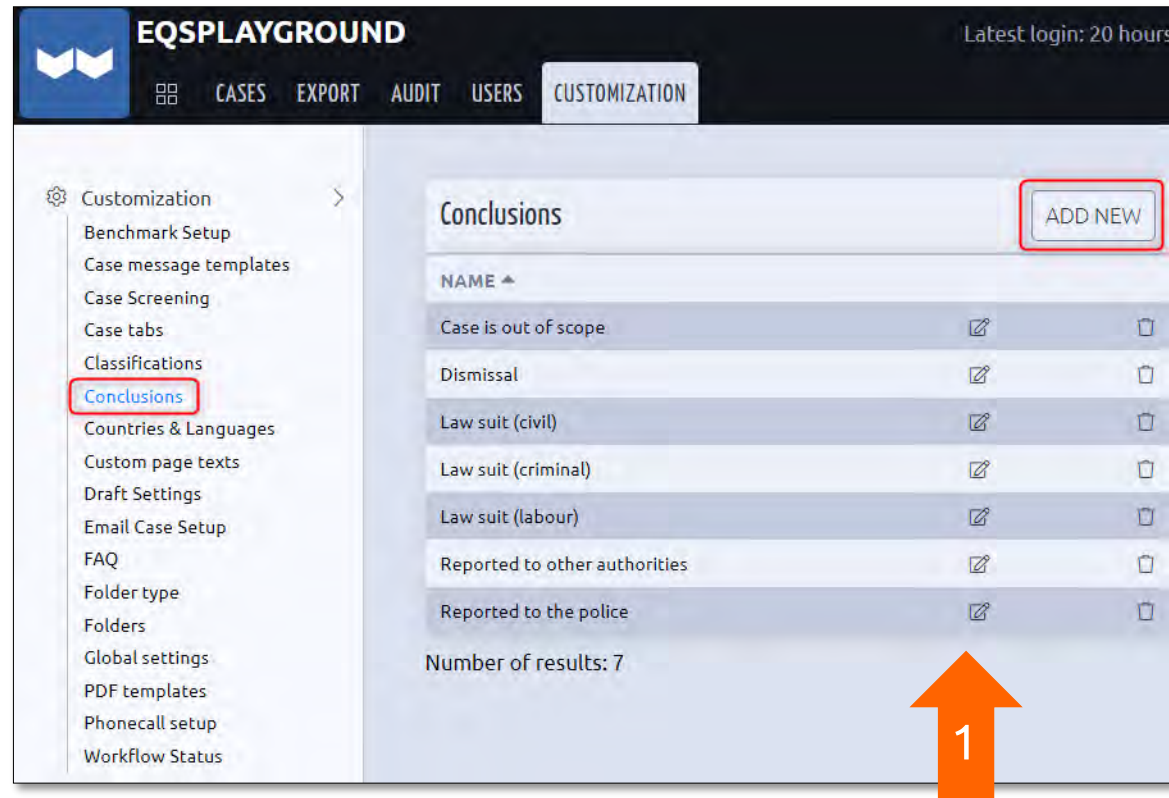 EQSPLAYGROUND
Latest login: 20 hours
CASES EXPORT AUDIT USERS CUSTOMIZATION
Customization
Benchmark Setup
Case message templates
Case Screening
Case tabs
Classifications
Conclusions
Countries & Languages
Custom page texts
Draft Settings
Email Case Setup
FAQ
Folder type
Folders
Global settings
PDF templates
Phonecall setup
Workflow Status
Conclusions
ADD NEW
NAME
Case is out of scope
Dismissal
Law suit (civil)
Law suit (criminal)
Law suit (labour)
Reported to other authorities
Reported to the police
Number of results: 7
1